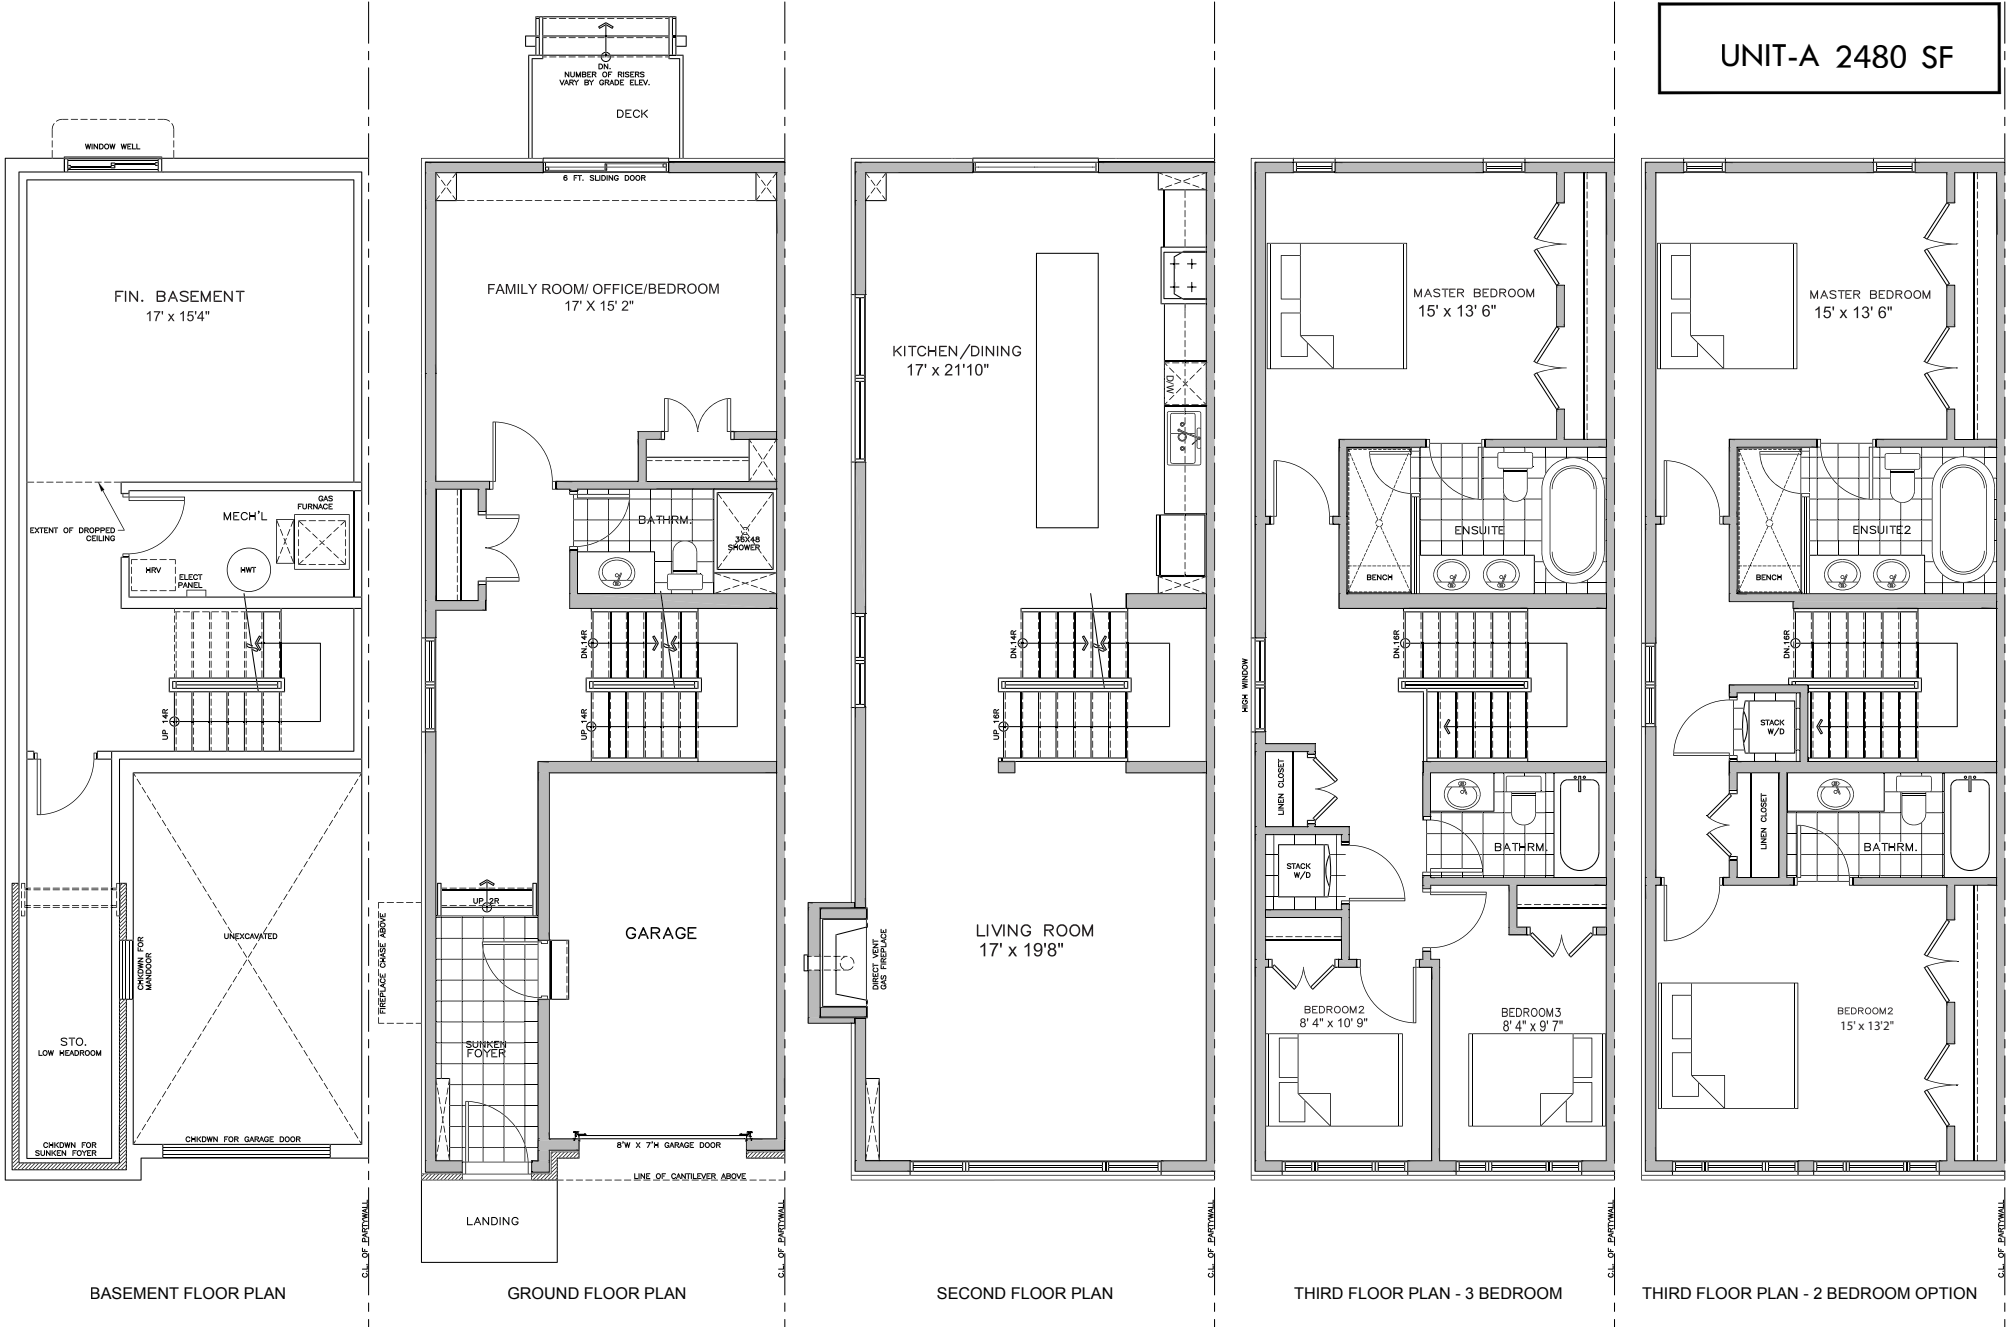 UNIT-A 2480 SF
WINDOW WELL
FIN. BASEMENT
17' x 15'4"
EXTENT OF DROPPED
CEILING
MECH'L
GAS
FURNACE
HRV
ELECT
PANEL
HWT
UP 14R
UNEXCAVATED
CHKDWN FOR
MANDOOR
STO.
LOW HEADROOM
CHKDWN FOR
SUNKEN FOYER
CHKDWN FOR GARAGE DOOR
C.L. OF PARTYWALL
BASEMENT FLOOR PLAN
DN.
NUMBER OF RISERS
VARY BY GRADE ELEV.
DECK
6 FT. SLIDING DOOR
FAMILY ROOM/ OFFICE/BEDROOM
17' X 15' 2"
BATHRM.
36X48
SHOWER
DN.14R
UP 14R
UP 2R
FIREPLACE CHASE ABOVE
GARAGE
SUNKEN
FOYER
8'W X 7'H GARAGE DOOR
LINE OF CANTILEVER ABOVE
LANDING
C.L. OF PARTYWALL
GROUND FLOOR PLAN
KITCHEN/DINING
17' x 21'10"
D/W
DN.14R
UP 16R
LIVING ROOM
17' x 19'8"
DIRECT VENT
GAS FIREPLACE
C.L. OF PARTYWALL
SECOND FLOOR PLAN
MASTER BEDROOM
15' x 13' 6"
ENSUITE
BENCH
DN.16R
HIGH WINDOW
LINEN CLOSET
STACK
W/D
BATHRM.
BEDROOM2
8' 4" x 10' 9"
BEDROOM3
8' 4" x 9' 7"
C.L. OF PARTYWALL
THIRD FLOOR PLAN - 3 BEDROOM
MASTER BEDROOM
15' x 13' 6"
ENSUITE2
BENCH
DN.16R
STACK
W/D
LINEN CLOSET
BATHRM.
BEDROOM2
15' x 13'2"
C.L. OF PARTYWALL
THIRD FLOOR PLAN - 2 BEDROOM OPTION